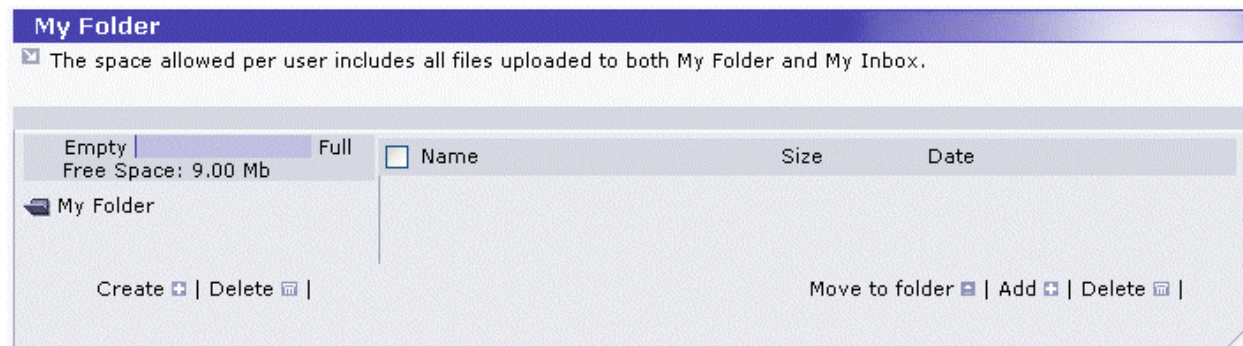 My Folder
The space allowed per user includes all files uploaded to both My Folder and My Inbox.
Empty Full
Free Space: 9.00 Mb
Name Size Date
My Folder
Create | Delete |
Move to folder | Add | Delete |